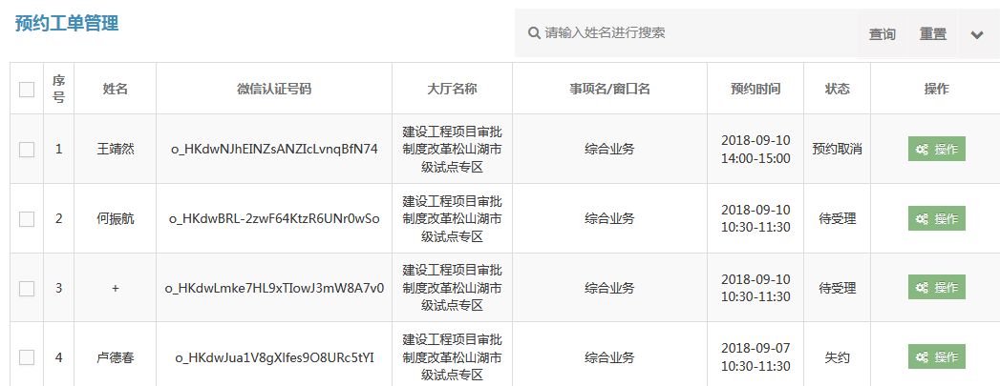 预约工单管理
请输入姓名进行搜索 查询 重置
序号 姓名 微信认证号码 大厅名称 事项名/窗口名 预约时间 状态 操作
1 王靖然 o_HKdwNJhEINZsANZIcLvnqBfN74 建设工程项目审批制度改革松山湖市级试点专区 综合业务 2018-09-10 14:00-15:00 预约取消 操作
2 何振航 o_HKdwBRL-2zwF64KtzR6UNr0wSo 建设工程项目审批制度改革松山湖市级试点专区 综合业务 2018-09-10 10:30-11:30 待受理 操作
3 + o_HKdwLmke7HL9xTIowJ3mW8A7v0 建设工程项目审批制度改革松山湖市级试点专区 综合业务 2018-09-10 10:30-11:30 待受理 操作
4 卢德春 o_HKdwJua1V8gXlfes9O8URc5tYI 建设工程项目审批制度改革松山湖市级试点专区 综合业务 2018-09-07 10:30-11:30 失约 操作